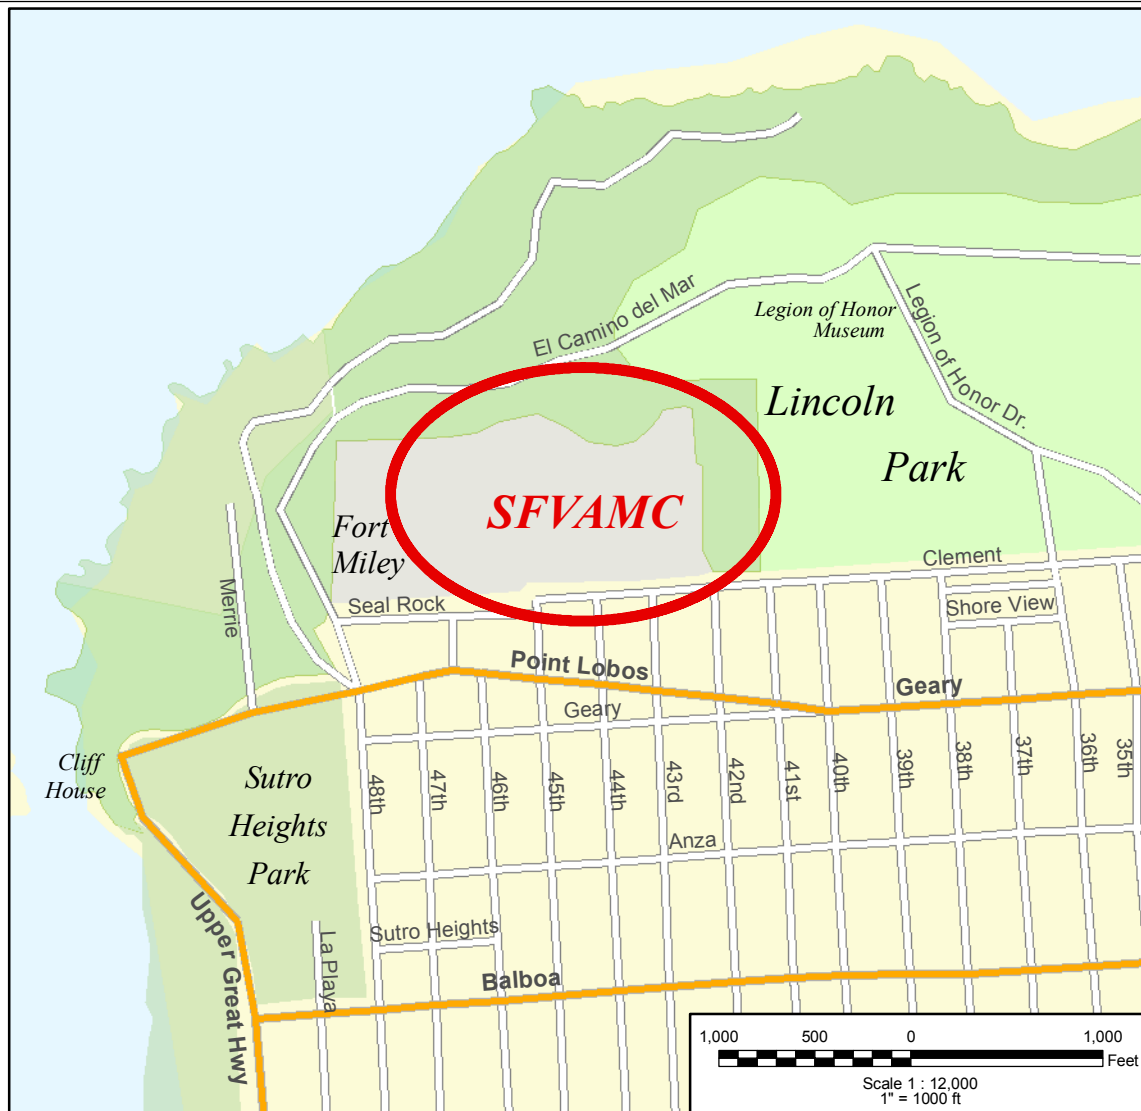 El Camino del Mar
Legion of Honor
Museum
Legion of Honor Dr.
Lincoln
Park
SFVAMC
Fort
Miley
Clement
Seal Rock
Shore View
Merrie
Point Lobos
Geary
Geary
Cliff
House
Sutro
Heights
Park
48th
47th
46th
45th
44th
43rd
42nd
41st
40th
39th
38th
37th
36th
35th
Anza
Upper Great Hwy
La Playa
Sutro Heights
Balboa
1,000 500 0 1,000
Feet
Scale 1 : 12,000
1" = 1000 ft